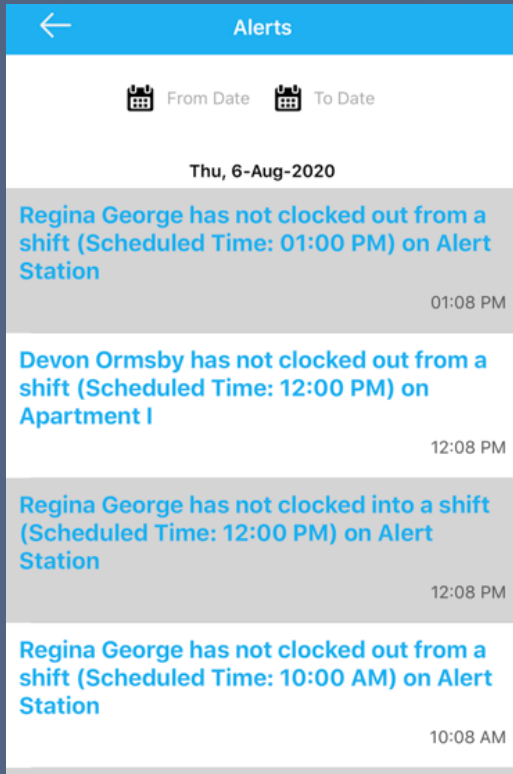 Alerts
From Date To Date
Thu, 6-Aug-2020
Regina George has not clocked out from a
shift (Scheduled Time: 01:00 PM) on Alert
Station
01:08 PM
Devon Ormsby has not clocked out from a
shift (Scheduled Time: 12:00 PM) on
Apartment I
12:08 PM
Regina George has not clocked into a shift
(Scheduled Time: 12:00 PM) on Alert
Station
12:08 PM
Regina George has not clocked out from a
shift (Scheduled Time: 10:00 AM) on Alert
Station
10:08 AM